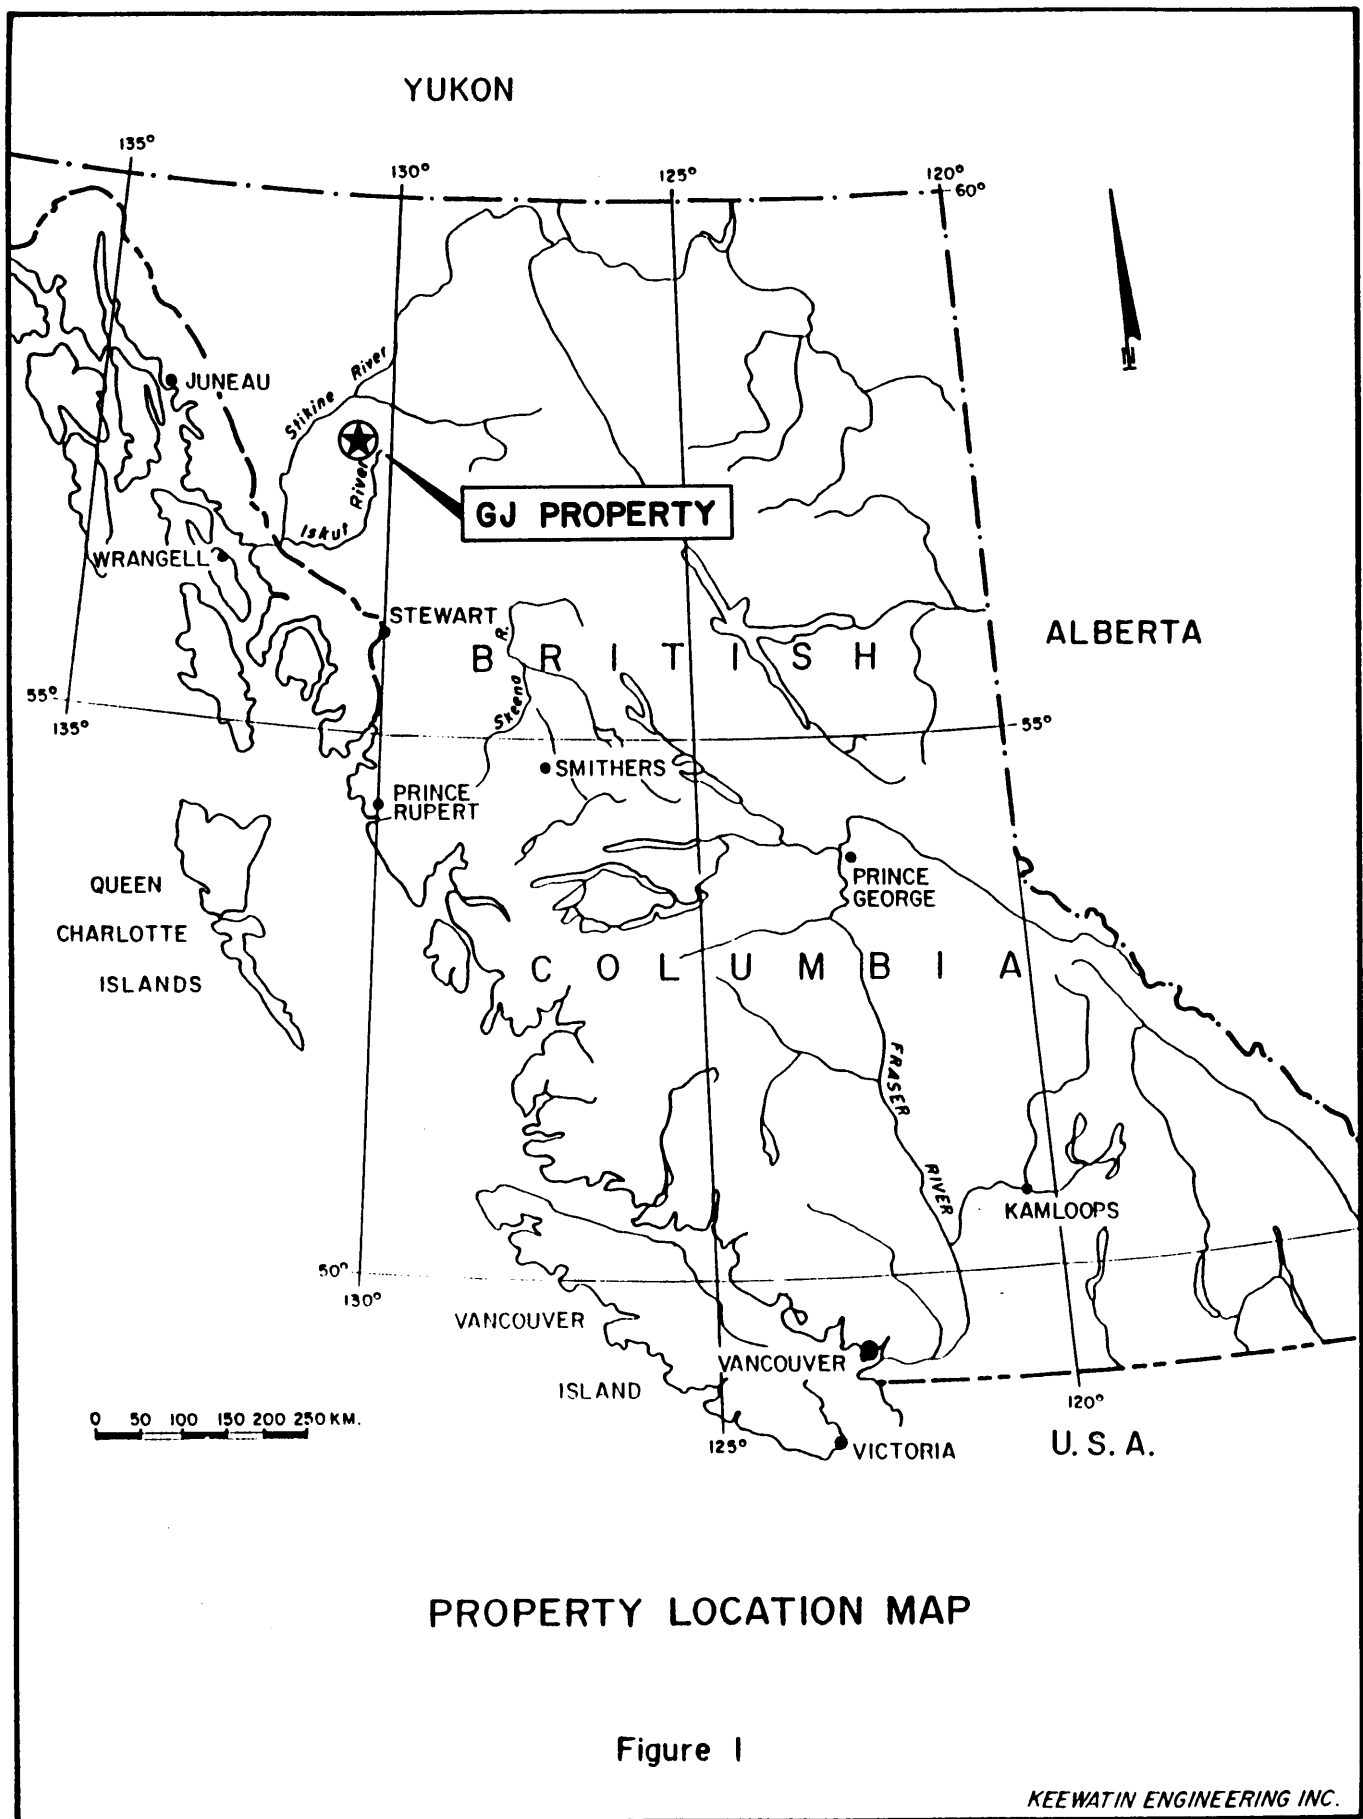 YUKON
135°
130°
125°
120°
60°
N
JUNEAU
Stikine River
GJ PROPERTY
Iskut River
WRANGELL
STEWART
ALBERTA
BRITISH
Skeena R.
55°
135°
55°
SMITHERS
PRINCE
RUPERT
PRINCE
GEORGE
QUEEN
CHARLOTTE
ISLANDS
COLUMBIA
FRASER RIVER
KAMLOOPS
50°
130°
VANCOUVER
ISLAND
VANCOUVER
120°
0 50 100 150 200 250 KM.
125°
VICTORIA
U.S.A.
PROPERTY LOCATION MAP
Figure 1
KEEWATIN ENGINEERING INC.